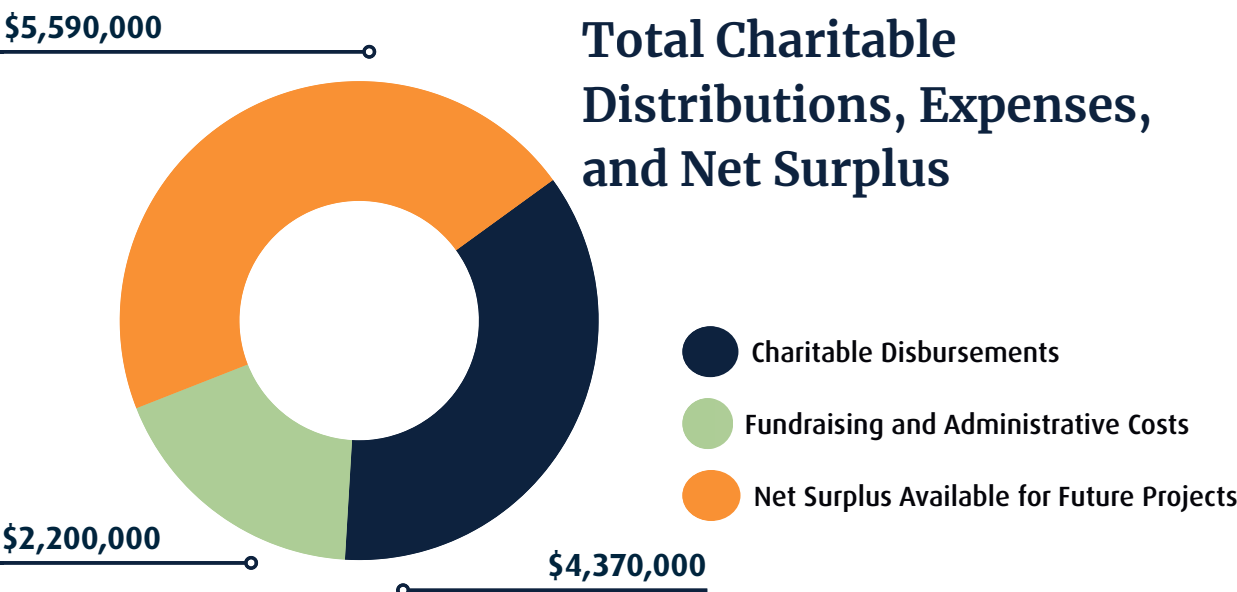 $5,590,000
Total Charitable
Distributions, Expenses,
and Net Surplus
Charitable Disbursements
Fundraising and Administrative Costs
Net Surplus Available for Future Projects
$2,200,000
$4,370,000